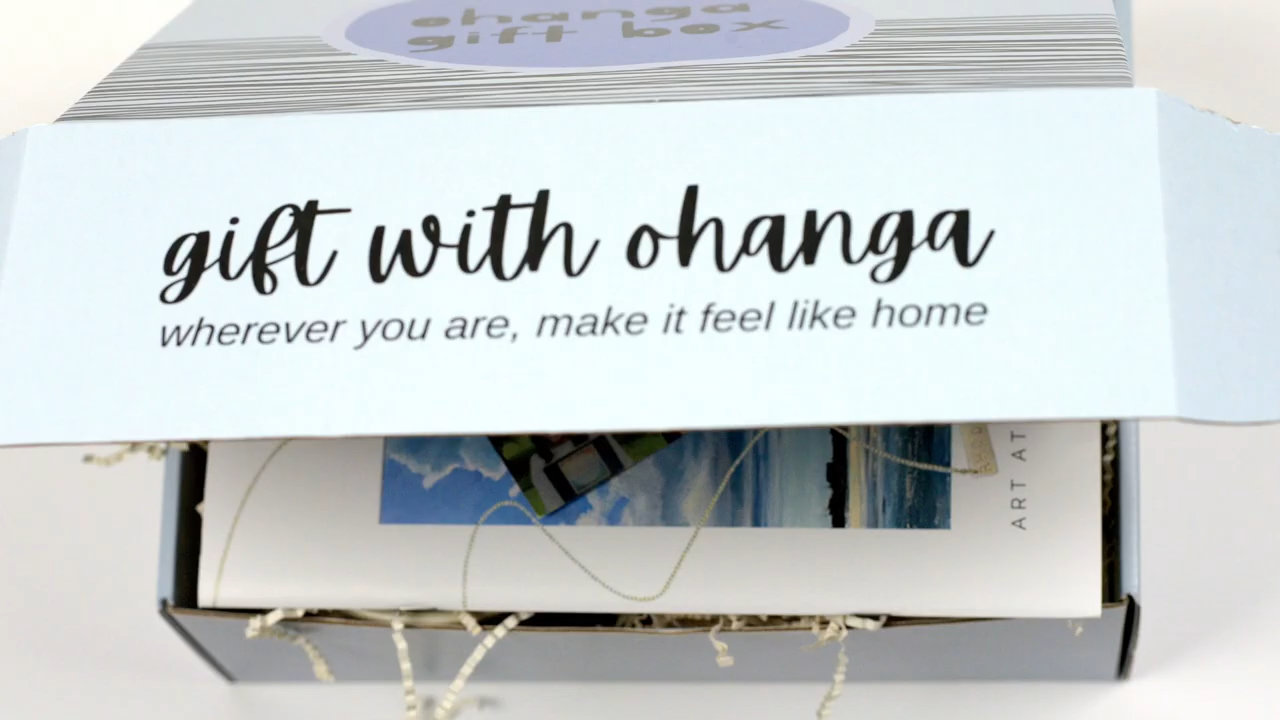 ohanga
gift box
gift with ohanga
wherever you are, make it feel like home
ART AT